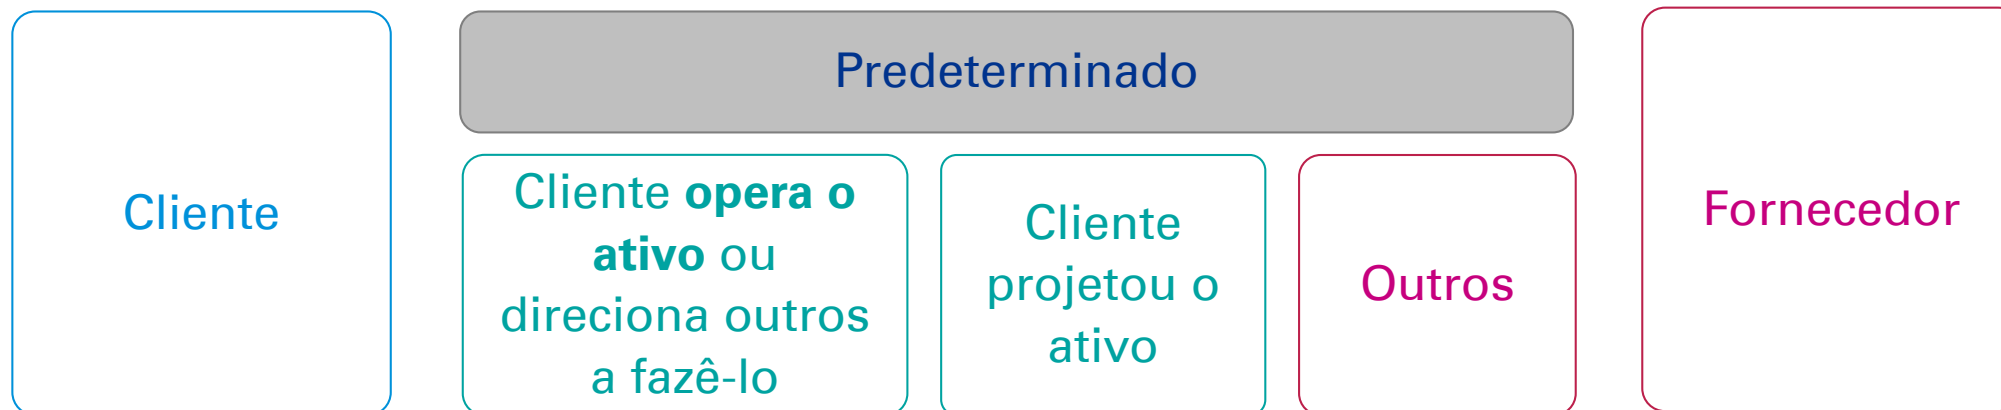 Cliente
Predeterminado
Cliente opera o
ativo ou
direciona outros
a fazê-lo
Cliente
projetou o
ativo
Outros
Fornecedor